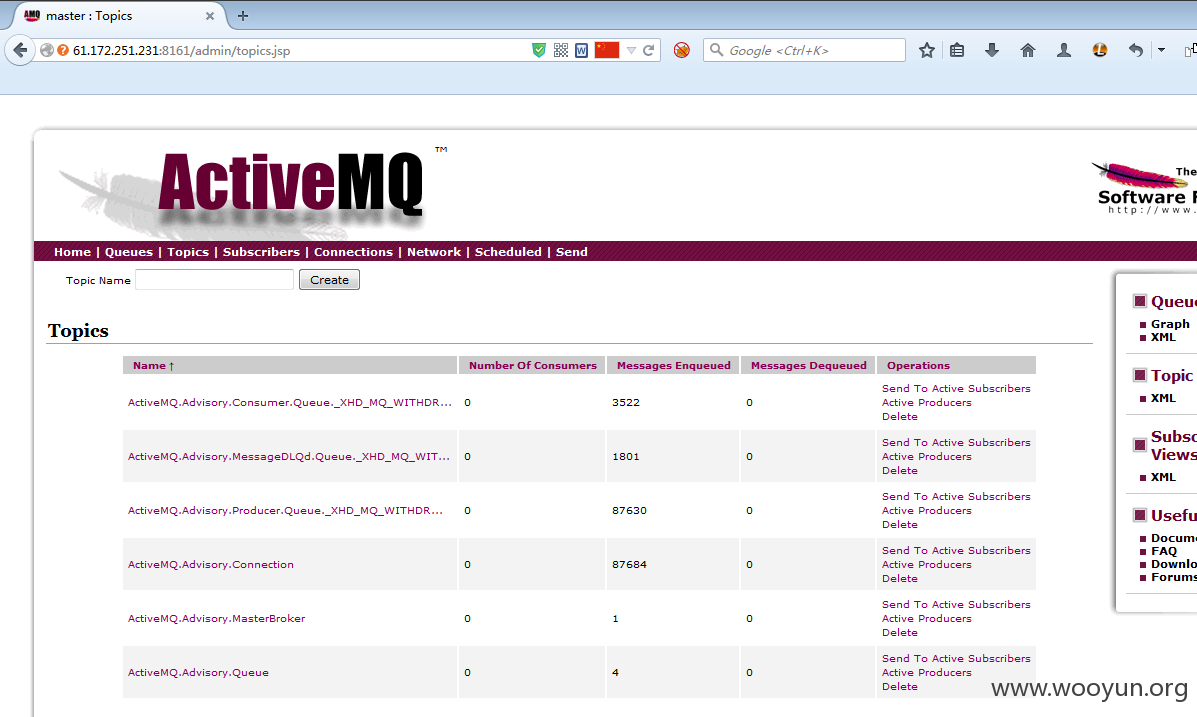 master : Topics
61.172.251.231:8161/admin/topics.jsp
Google <Ctrl+K>
ActiveMQ ™
The
Software F
http://www.
Home | Queues | Topics | Subscribers | Connections | Network | Scheduled | Send
Topic Name Create
Topics
Name ↑ Number Of Consumers Messages Enqueued Messages Dequeued Operations
ActiveMQ.Advisory.Consumer.Queue._XHD_MQ_WITHDR... 0 3522 0 Send To Active Subscribers
Active Producers
Delete
ActiveMQ.Advisory.MessageDLQd.Queue._XHD_MQ_WIT... 0 1801 0 Send To Active Subscribers
Active Producers
Delete
ActiveMQ.Advisory.Producer.Queue._XHD_MQ_WITHDR... 0 87630 0 Send To Active Subscribers
Active Producers
Delete
ActiveMQ.Advisory.Connection 0 87684 0 Send To Active Subscribers
Active Producers
Delete
ActiveMQ.Advisory.MasterBroker 0 1 0 Send To Active Subscribers
Active Producers
Delete
ActiveMQ.Advisory.Queue 0 4 0 Send To Active Subscribers
Active Producers
Delete
Queue
Graph
XML
Topic
XML
Subsc
Views
XML
Usefu
Docume
FAQ
Downlo
Forums
www.wooyun.org